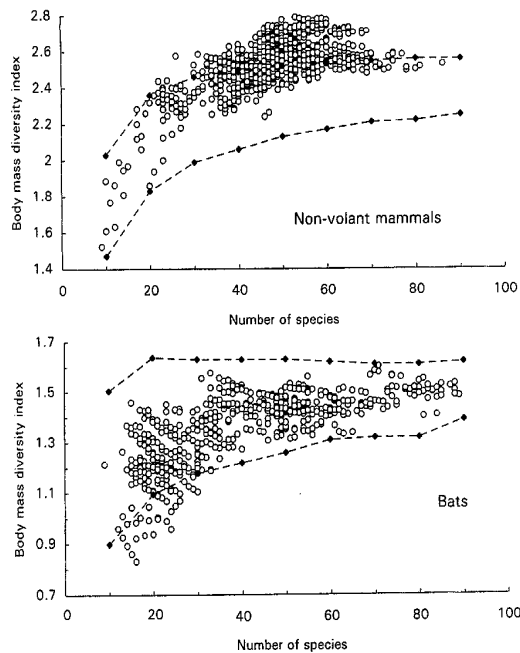 Body mass diversity index
2.8
2.6
2.4
2.2
2
1.8
1.6
1.4
Non-volant mammals
0 20 40 60 80 100
Number of species
Body mass diversity index
1.7
1.5
1.3
1.1
0.9
0.7
Bats
0 20 40 60 80 100
Number of species